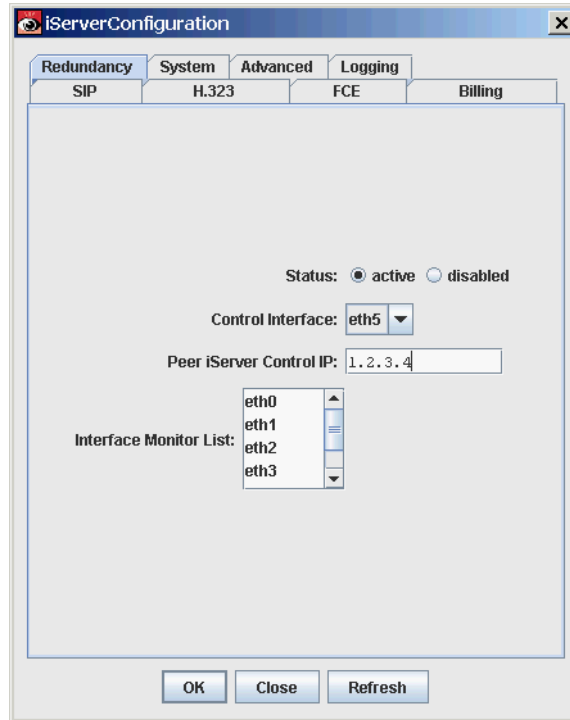 iServerConfiguration
Redundancy System Advanced Logging
SIP H.323 FCE Billing
Status: active disabled
Control Interface: eth5
Peer iServer Control IP: 1.2.3.4
Interface Monitor List:
eth0
eth1
eth2
eth3
OK Close Refresh